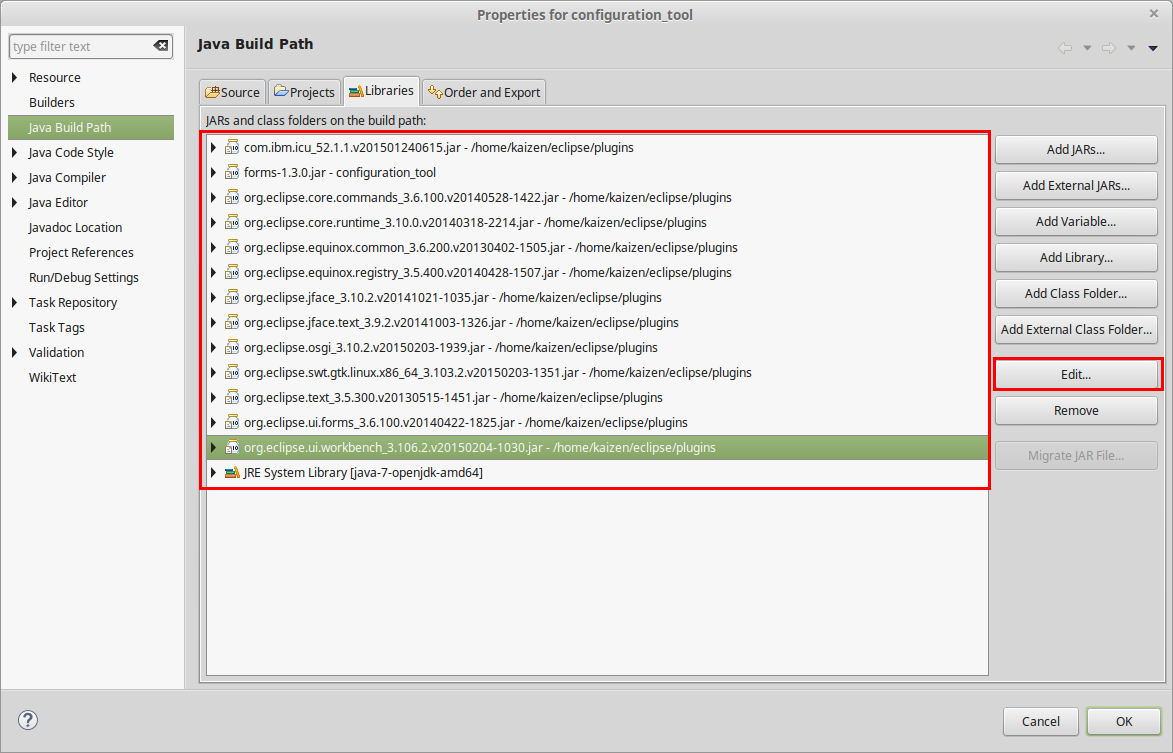 Properties for configuration_tool
type filter text
Resource
Builders
Java Build Path
Java Code Style
Java Compiler
Java Editor
Javadoc Location
Project References
Run/Debug Settings
Task Repository
Task Tags
Validation
WikiText
Java Build Path
Source Projects Libraries Order and Export
JARs and class folders on the build path:
com.ibm.icu_52.1.1.v201501240615.jar - /home/kaizen/eclipse/plugins
forms-1.3.0.jar - configuration_tool
org.eclipse.core.commands_3.6.100.v20140528-1422.jar - /home/kaizen/eclipse/plugins
org.eclipse.core.runtime_3.10.0.v20140318-2214.jar - /home/kaizen/eclipse/plugins
org.eclipse.equinox.common_3.6.200.v20130402-1505.jar - /home/kaizen/eclipse/plugins
org.eclipse.equinox.registry_3.5.400.v20140428-1507.jar - /home/kaizen/eclipse/plugins
org.eclipse.jface_3.10.2.v20141021-1035.jar - /home/kaizen/eclipse/plugins
org.eclipse.jface.text_3.9.2.v20141003-1326.jar - /home/kaizen/eclipse/plugins
org.eclipse.osgi_3.10.2.v20150203-1939.jar - /home/kaizen/eclipse/plugins
org.eclipse.swt.gtk.linux.x86_64_3.103.2.v20150203-1351.jar - /home/kaizen/eclipse/plugins
org.eclipse.text_3.5.300.v20130515-1451.jar - /home/kaizen/eclipse/plugins
org.eclipse.ui.forms_3.6.100.v20140422-1825.jar - /home/kaizen/eclipse/plugins
org.eclipse.ui.workbench_3.106.2.v20150204-1030.jar - /home/kaizen/eclipse/plugins
JRE System Library [java-7-openjdk-amd64]
Add JARs...
Add External JARs...
Add Variable...
Add Library...
Add Class Folder...
Add External Class Folder...
Edit...
Remove
Migrate JAR File...
Cancel
OK